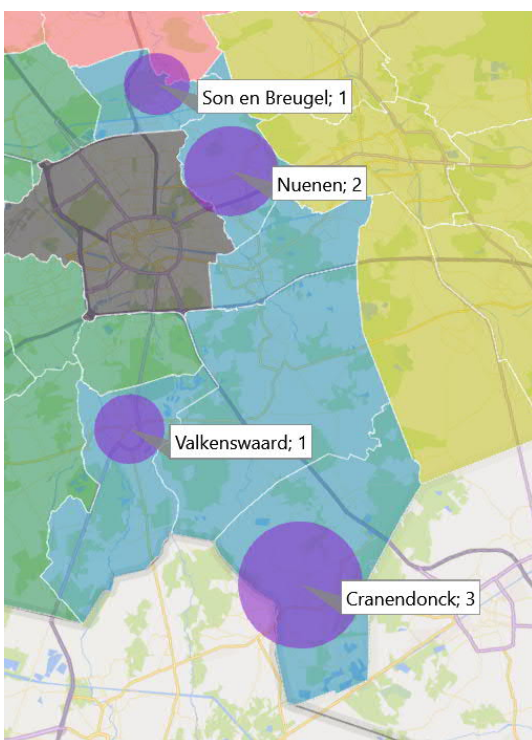 Son en Breugel; 1
Nuenen; 2
Valkenswaard; 1
Cranendonck; 3